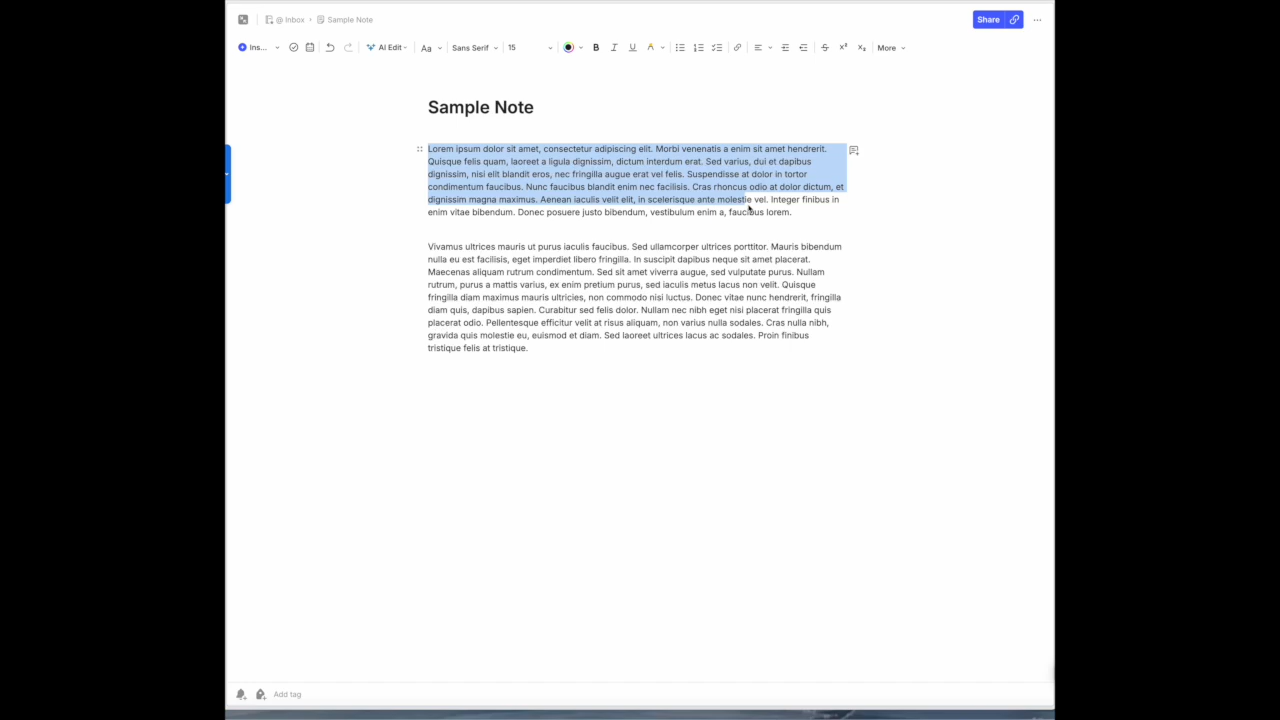 @ Inbox > Sample Note
Share
Ins...
AI Edit
Aa
Sans Serif
15
B
I
U
A
S
X²
X₂
More
Sample Note
Lorem ipsum dolor sit amet, consectetur adipiscing elit. Morbi venenatis a enim sit amet hendrerit.
Quisque felis quam, laoreet a ligula dignissim, dictum interdum erat. Sed varius, dui et dapibus
dignissim, nisi elit blandit eros, nec fringilla augue erat vel felis. Suspendisse at dolor in tortor
condimentum faucibus. Nunc faucibus blandit enim nec facilisis. Cras rhoncus odio at dolor dictum, et
dignissim magna maximus. Aenean iaculis velit elit, in scelerisque ante molestie vel. Integer finibus in
enim vitae bibendum. Donec posuere justo bibendum, vestibulum enim a, faucibus lorem.
Vivamus ultrices mauris ut purus iaculis faucibus. Sed ullamcorper ultrices porttitor. Mauris bibendum
nulla eu est facilisis, eget imperdiet libero fringilla. In suscipit dapibus neque sit amet placerat.
Maecenas aliquam rutrum condimentum. Sed sit amet viverra augue, sed vulputate purus. Nullam
rutrum, purus a mattis varius, ex enim pretium purus, sed iaculis metus lacus non velit. Quisque
fringilla diam maximus mauris ultricies, non commodo nisi luctus. Donec vitae nunc hendrerit, fringilla
diam quis, dapibus sapien. Curabitur sed felis dolor. Nullam nec nibh eget nisi placerat fringilla quis
placerat odio. Pellentesque efficitur velit at risus aliquam, non varius nulla sodales. Cras nulla nibh,
gravida quis molestie eu, euismod et diam. Sed laoreet ultrices lacus ac sodales. Proin finibus
tristique felis at tristique.
Add tag